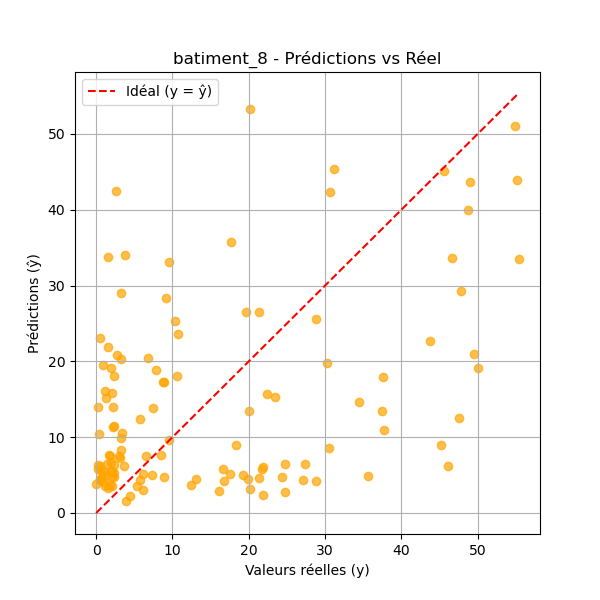 batiment_8 - Prédictions vs Réel
Idéal (y = ŷ)
Prédictions (ŷ)
50
40
30
20
10
0
0 10 20 30 40 50
Valeurs réelles (y)